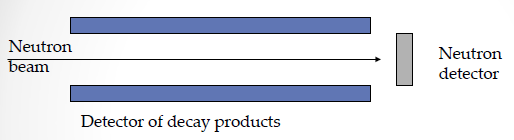 Neutron
beam
Neutron
detector
Detector of decay products